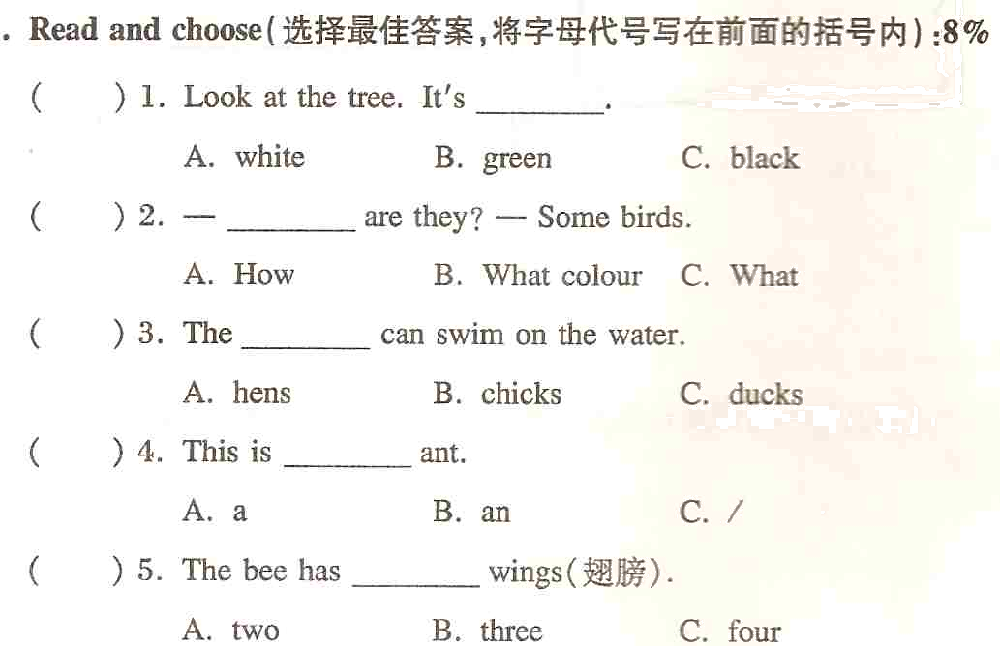 . Read and choose(选择最佳答案,将字母代号写在前面的括号内):8%
(  ) 1. Look at the tree. It's ________.
A. white B. green C. black
(  ) 2. — ________ are they? — Some birds.
A. How B. What colour C. What
(  ) 3. The ________ can swim on the water.
A. hens B. chicks C. ducks
(  ) 4. This is ________ ant.
A. a B. an C. /
(  ) 5. The bee has ________ wings(翅膀).
A. two B. three C. four